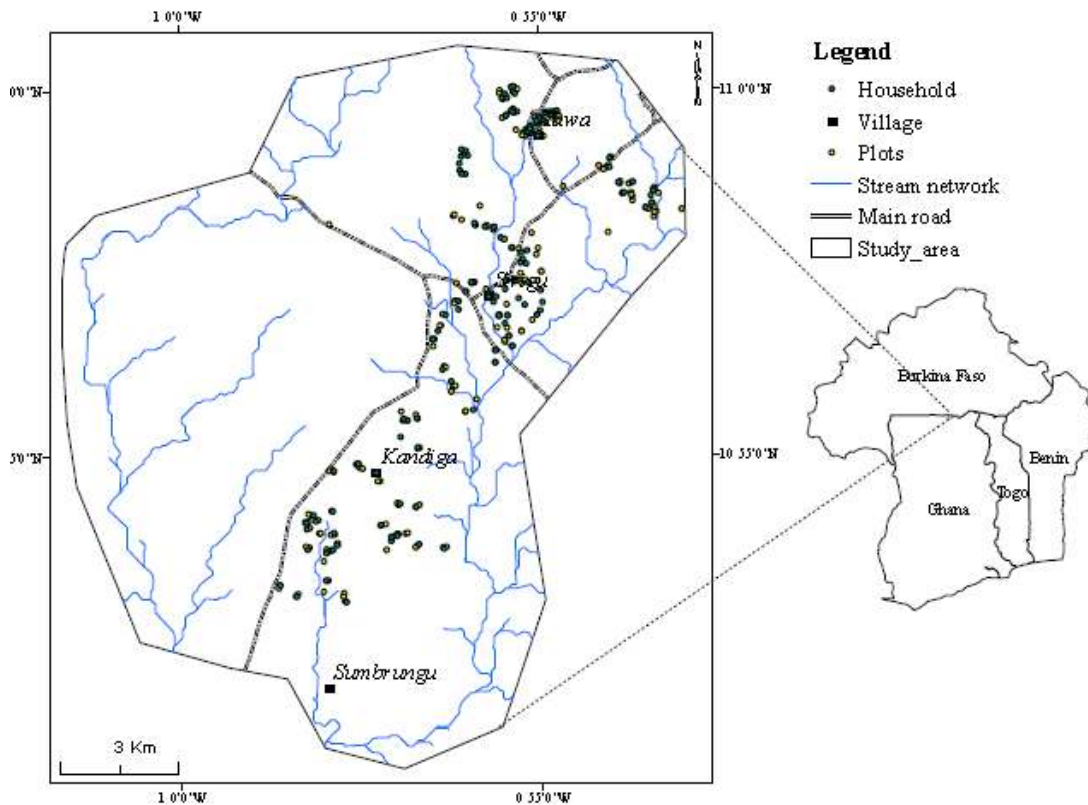 1 0'0"W
0 55'0"W
N
0'0"N
11 0'0"N
Legend
Household
Village
Plots
Stream network
Main road
Study_area
Kandiga
5'0"N
10 55'0"N
Sumbrungu
3 Km
1 0'0"W
0 55'0"W
Burkina Faso
Benin
Togo
Ghana